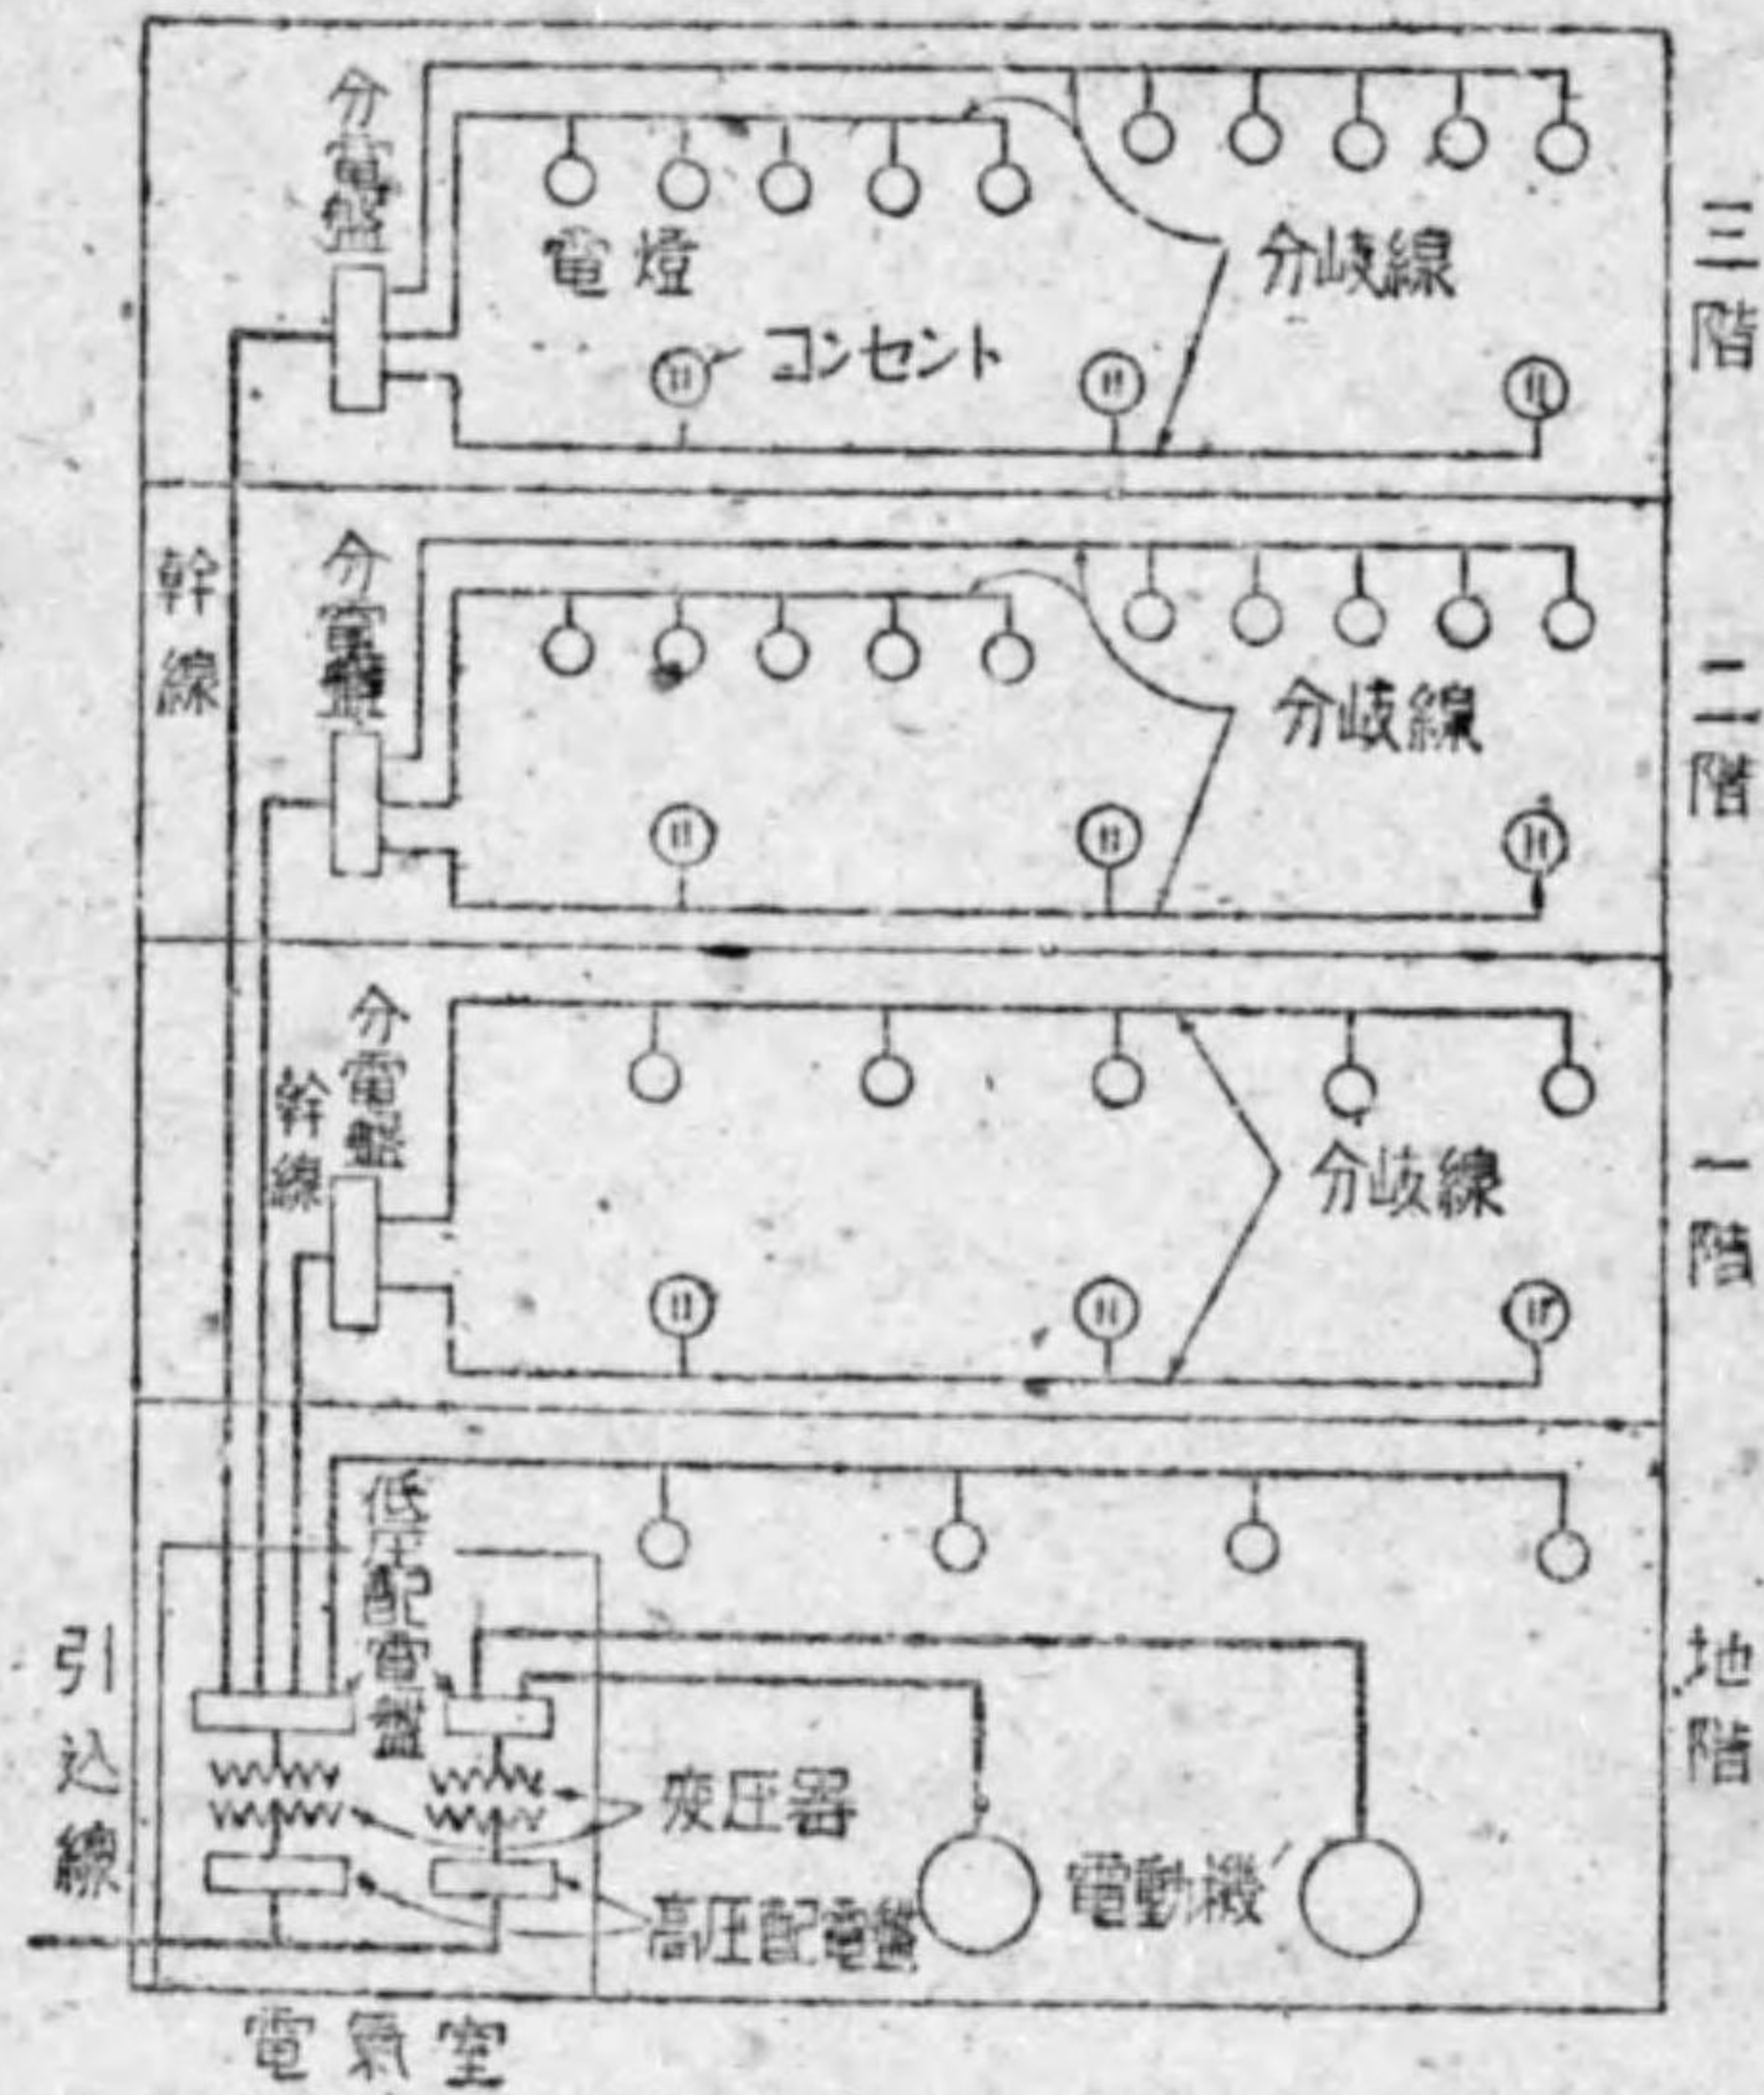 分電盤
電燈
分岐線
コンセント
三階
幹線
分電盤
分岐線
二階
分電盤
幹線
分岐線
一階
低圧配電盤
引込線
変圧器
高圧配電盤
電動機
地階
電氣室